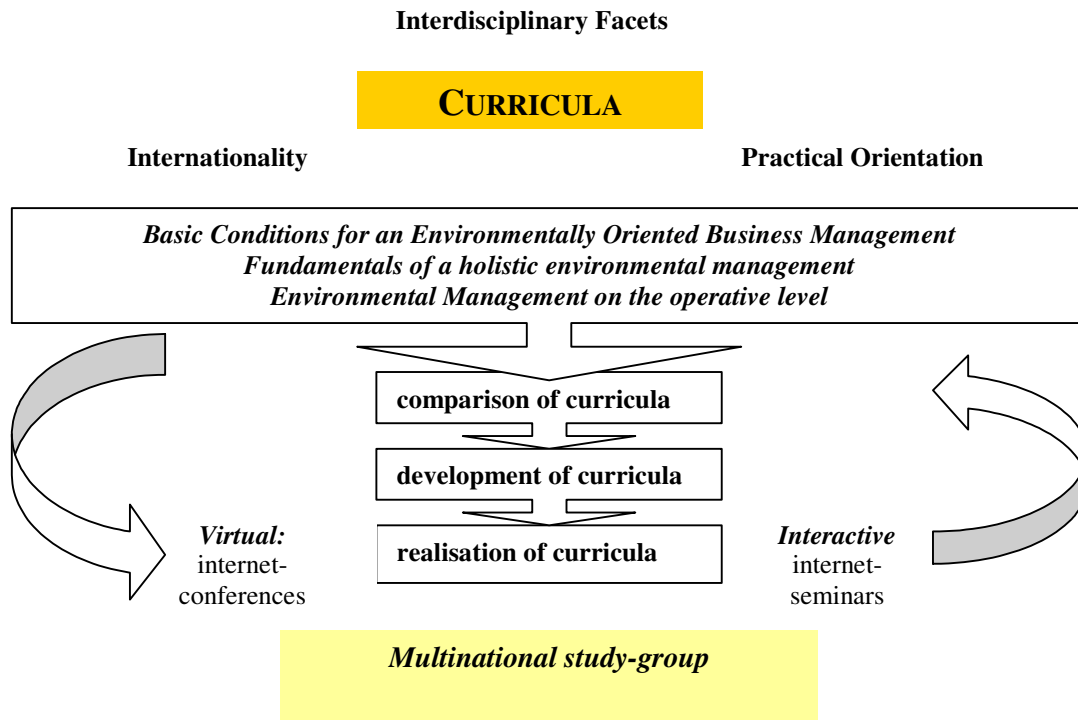 Interdisciplinary Facets
CURRICULA
Internationality
Practical Orientation
Basic Conditions for an Environmentally Oriented Business Management
Fundamentals of a holistic environmental management
Environmental Management on the operative level
comparison of curricula
development of curricula
realisation of curricula
Virtual:
internet-
conferences
Interactive
internet-
seminars
Multinational study-group